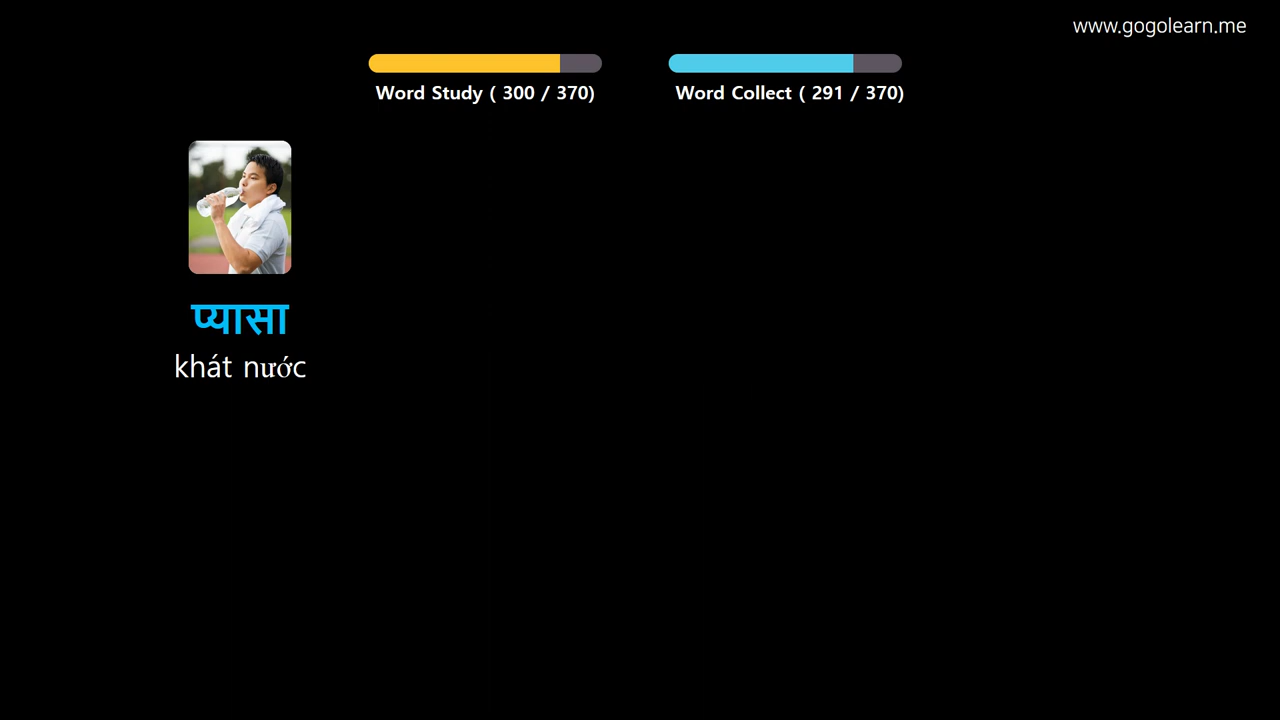 www.gogolearn.me
Word Study ( 300 / 370)
Word Collect ( 291 / 370)
प्यासा
khát nước